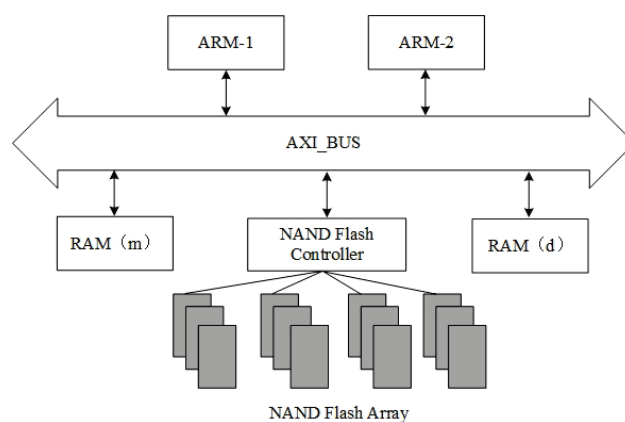 ARM-1
ARM-2
AXI_BUS
RAM（m）
NAND Flash
Controller
RAM（d）
NAND Flash Array